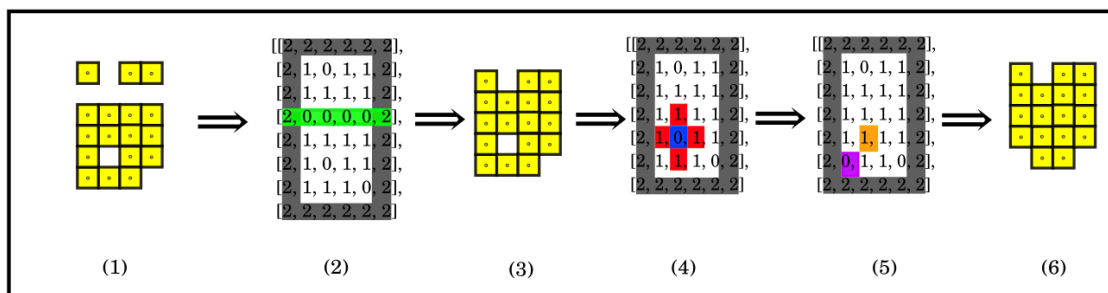 [[2, 2, 2, 2, 2, 2],
[2, 1, 0, 1, 1, 2],
[2, 1, 1, 1, 1, 2],
[2, 0, 0, 0, 0, 2],
[2, 1, 1, 1, 1, 2],
[2, 1, 0, 1, 1, 2],
[2, 1, 1, 1, 0, 2],
[2, 2, 2, 2, 2, 2]
[[2, 2, 2, 2, 2, 2],
[2, 1, 0, 1, 1, 2],
[2, 1, 1, 1, 1, 2],
[2, 1, 1, 1, 1, 2],
[2, 1, 0, 1, 1, 2],
[2, 1, 1, 1, 0, 2],
[2, 2, 2, 2, 2, 2]
[[2, 2, 2, 2, 2, 2],
[2, 1, 0, 1, 1, 2],
[2, 1, 1, 1, 1, 2],
[2, 1, 1, 1, 1, 2],
[2, 1, 1, 1, 1, 2],
[2, 0, 1, 1, 0, 2],
[2, 2, 2, 2, 2, 2]
(1) (2) (3) (4) (5) (6)